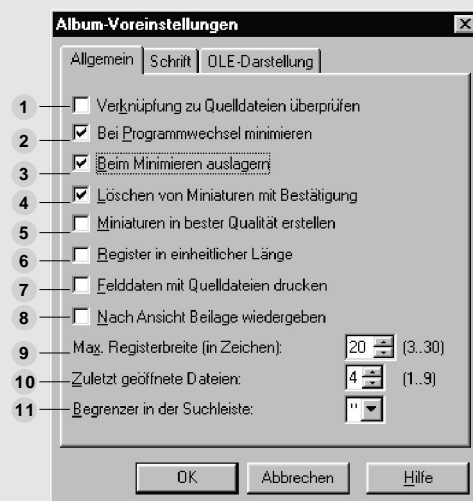 Album-Voreinstellungen
Allgemein Schrift OLE-Darstellung
1 Verknüpfung zu Quelldateien überprüfen
2 Bei Programmwechsel minimieren
3 Beim Minimieren auslagern
4 Löschen von Miniaturen mit Bestätigung
5 Miniaturen in bester Qualität erstellen
6 Register in einheitlicher Länge
7 Felddaten mit Quelldateien drucken
8 Nach Ansicht Beilage wiedergeben
9 Max. Registerbreite (in Zeichen): 20 (3..30)
10 Zuletzt geöffnete Dateien: 4 (1..9)
11 Begrenzer in der Suchleiste: "
OK Abbrechen Hilfe